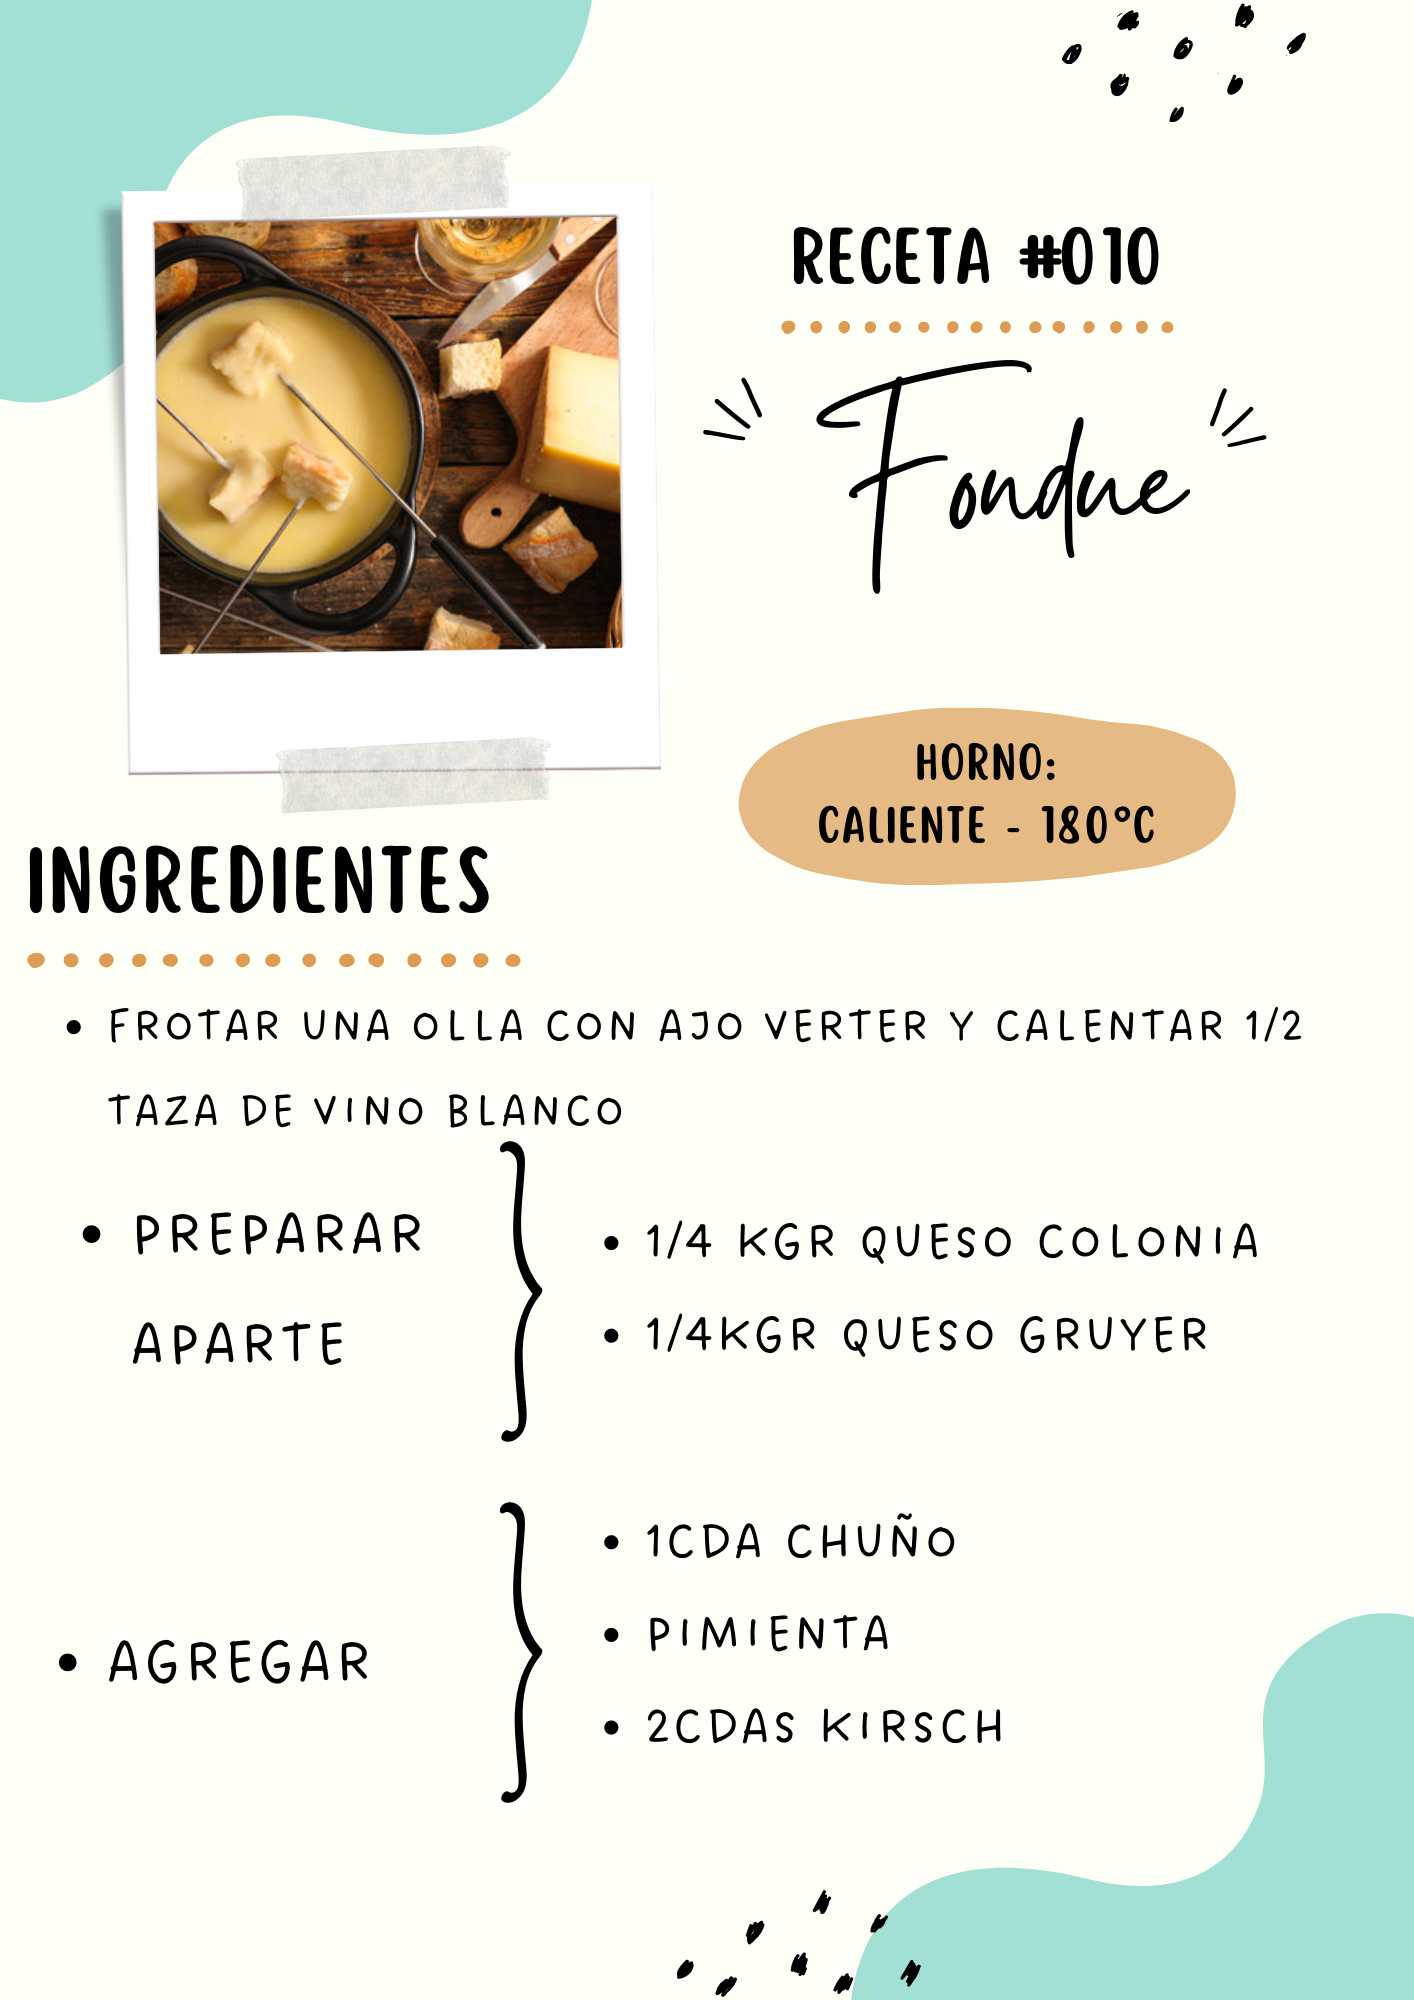 RECETA #010
Fondue
HORNO:
CALIENTE - 180°C
INGREDIENTES
• FROTAR UNA OLLA CON AJO VERTER Y CALENTAR 1/2
TAZA DE VINO BLANCO
• PREPARAR
APARTE
• 1/4 KGR QUESO COLONIA
• 1/4KGR QUESO GRUYER
• AGREGAR
• 1CDA CHUÑO
• PIMIENTA
• 2CDAS KIRSCH